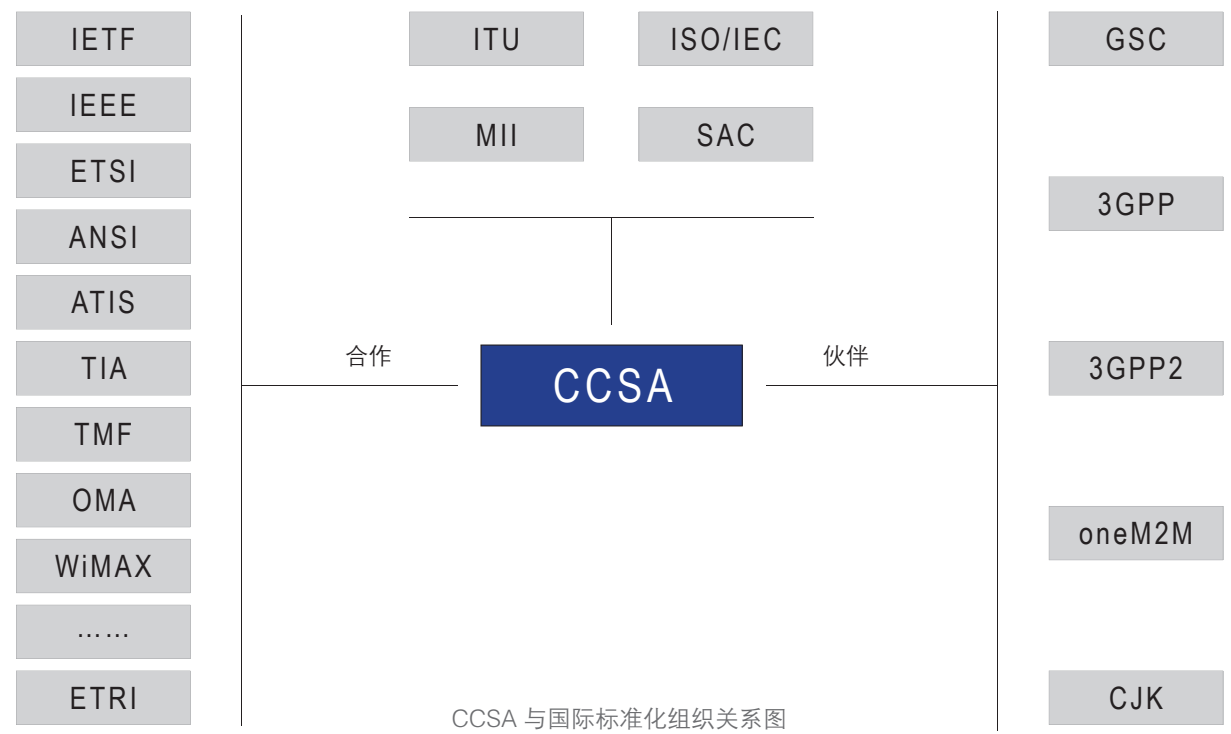 IETF
IEEE
ETSI
ANSI
ATIS
TIA
TMF
OMA
WiMAX
……
ETRI
ITU
ISO/IEC
MII
SAC
合作
CCSA
伙伴
GSC
3GPP
3GPP2
oneM2M
CJK
CCSA 与国际标准化组织关系图